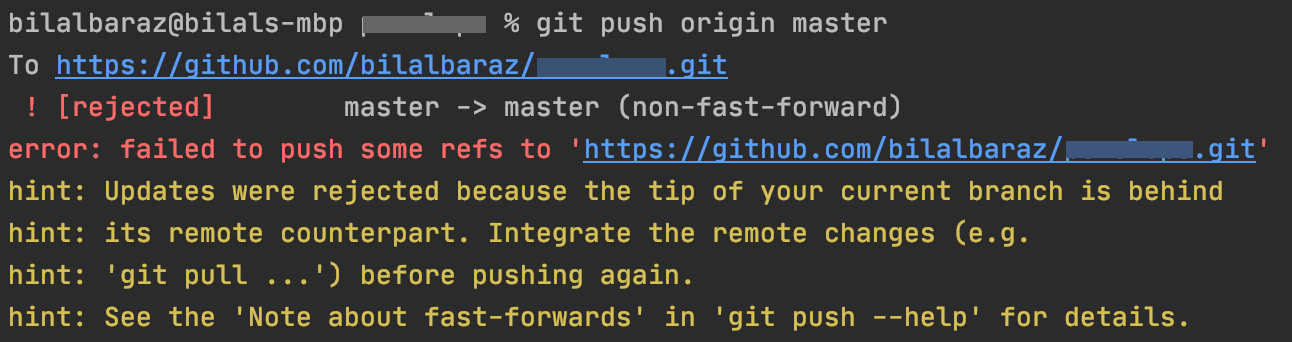 bilalbaraz@bilals-mbp % git push origin master
To https://github.com/bilalbaraz/.git
! [rejected] master -> master (non-fast-forward)
error: failed to push some refs to 'https://github.com/bilalbaraz/.git'
hint: Updates were rejected because the tip of your current branch is behind
hint: its remote counterpart. Integrate the remote changes (e.g.
hint: 'git pull ...') before pushing again.
hint: See the 'Note about fast-forwards' in 'git push --help' for details.